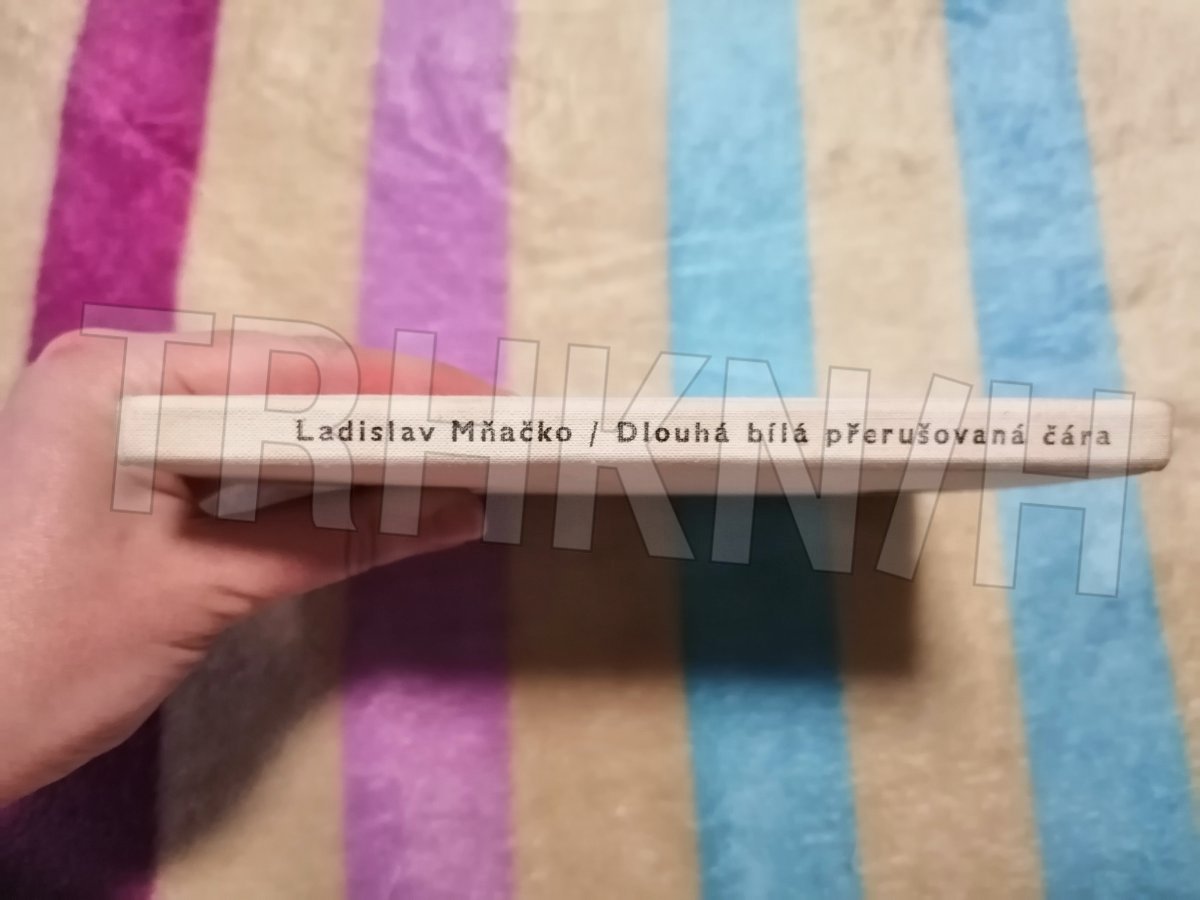 Ladislav Mňačko / Dlouhá bílá přerušovaná čára
TRHKNIH